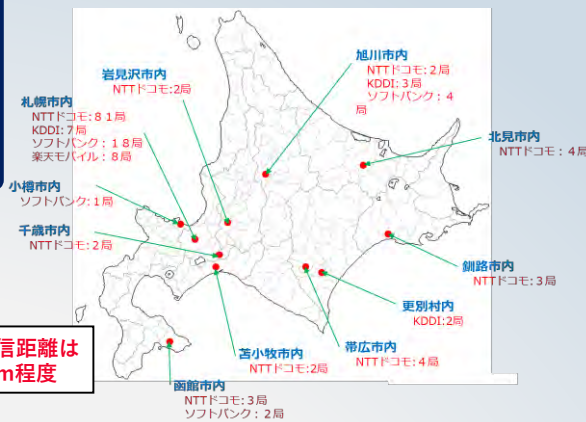 旭川市内
NTTドコモ：2局
KDDI：3局
ソフトバンク：4
局
岩見沢市内
NTTドコモ:2局
札幌市内
NTTドコモ:81局
KDDI:7局
ソフトバンク：18局
楽天モバイル：8局
北見市内
NTTドコモ：4局
小樽市内
ソフトバンク:1局
千歳市内
NTTドコモ:2局
釧路市内
NTTドコモ:3局
更別村内
KDDI:2局
帯広市内
NTTドコモ:4局
苫小牧市内
NTTドコモ:2局
信距離は
m程度
函館市内
NTTドコモ:3局
ソフトバンク：2局